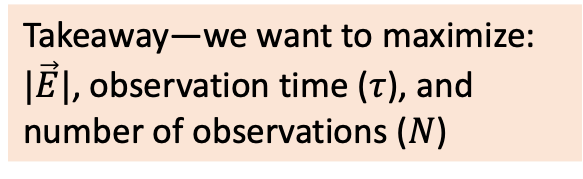 Takeaway—we want to maximize:
|E⃗|, observation time (τ), and
number of observations (N)